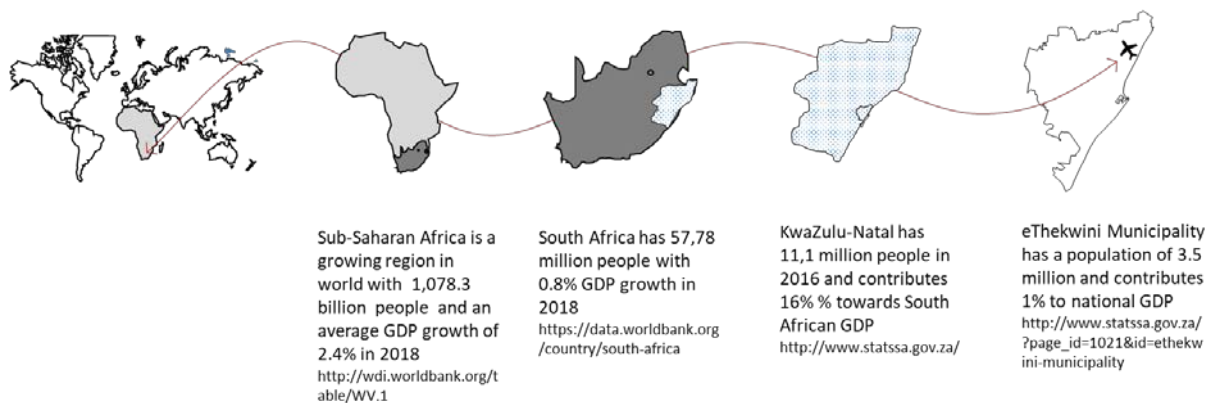 Sub-Saharan Africa is a
growing region in
world with 1,078.3
billion people and an
average GDP growth of
2.4% in 2018
http://wdi.worldbank.org/t
able/WV.1
South Africa has 57,78
million people with
0.8% GDP growth in
2018
https://data.worldbank.org
/country/south-africa
KwaZulu-Natal has
11,1 million people in
2016 and contributes
16% % towards South
African GDP
http://www.statssa.gov.za/
eThekwini Municipality
has a population of 3.5
million and contributes
1% to national GDP
http://www.statssa.gov.za/
?page_id=1021&id=ethekw
ini-municipality